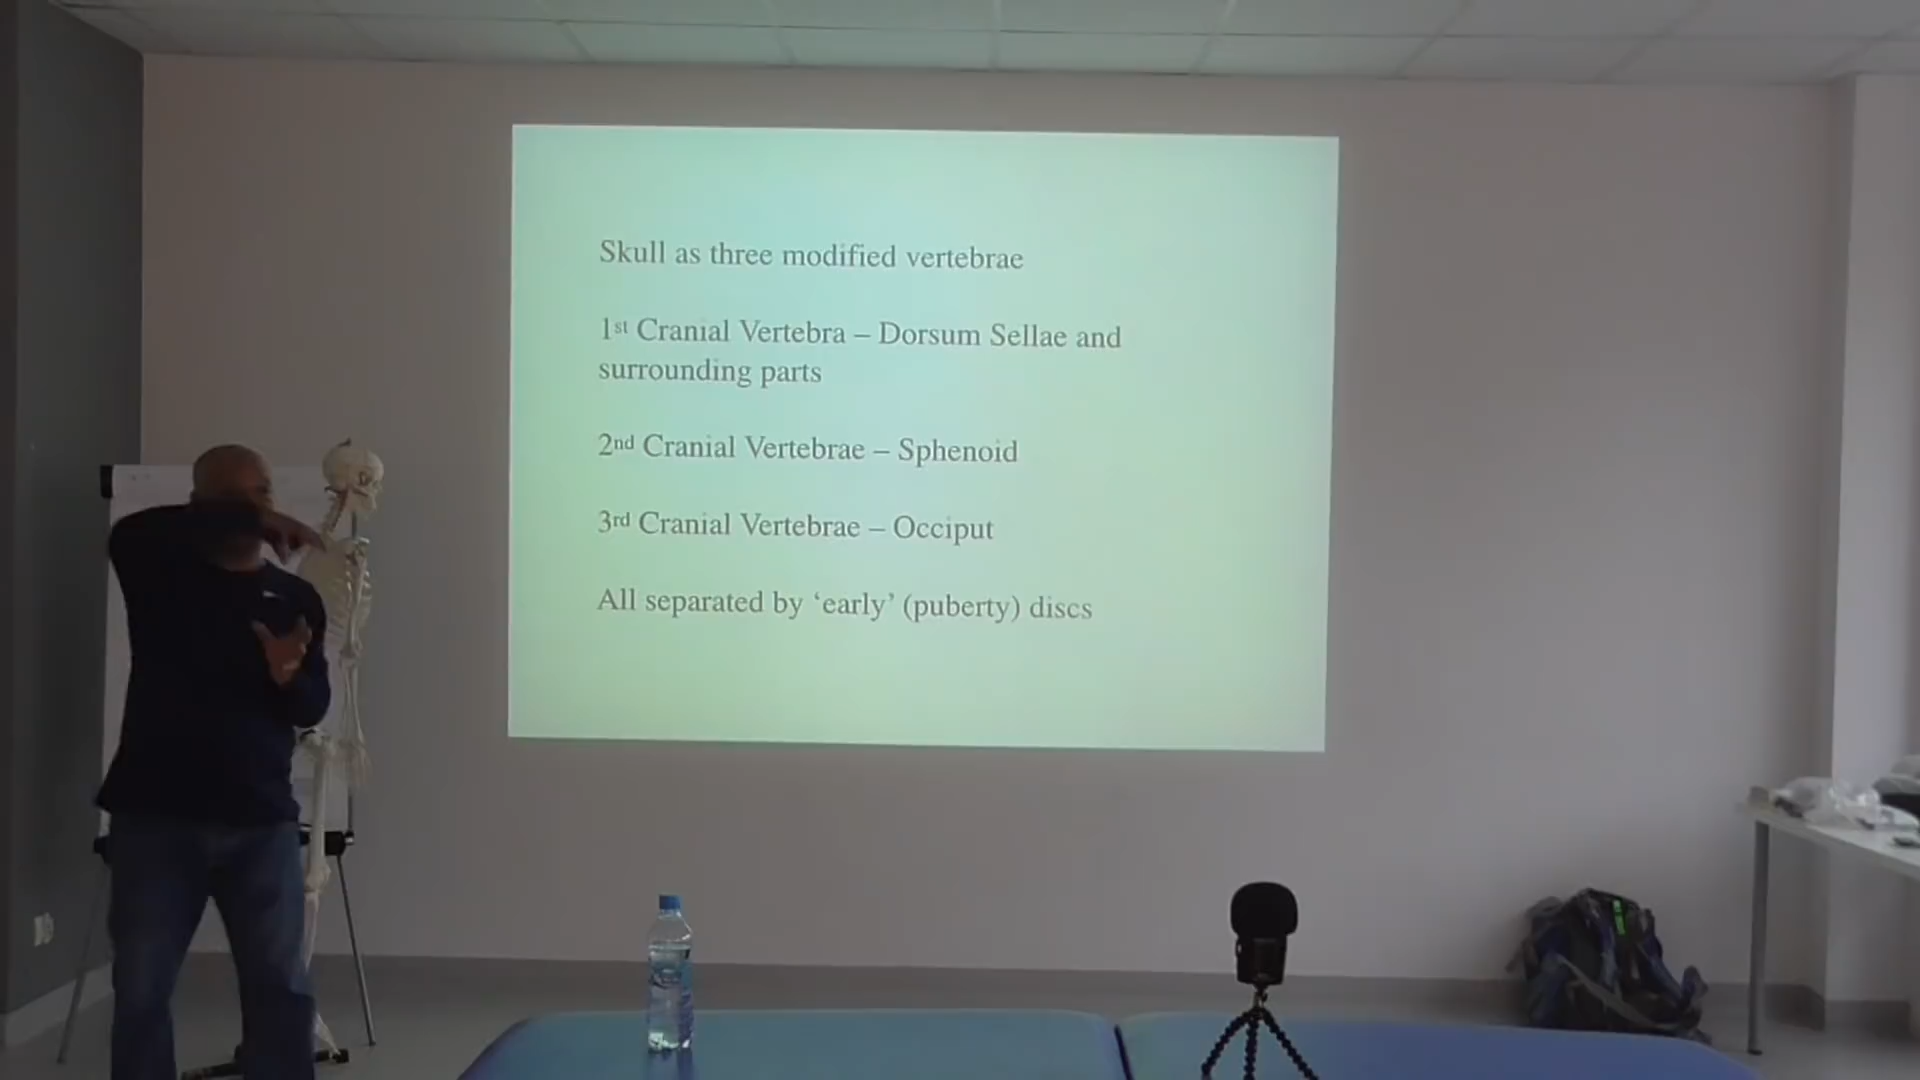 Skull as three modified vertebrae
1st Cranial Vertebra – Dorsum Sellae and
surrounding parts
2nd Cranial Vertebrae – Sphenoid
3rd Cranial Vertebrae – Occiput
All separated by ‘early’ (puberty) discs